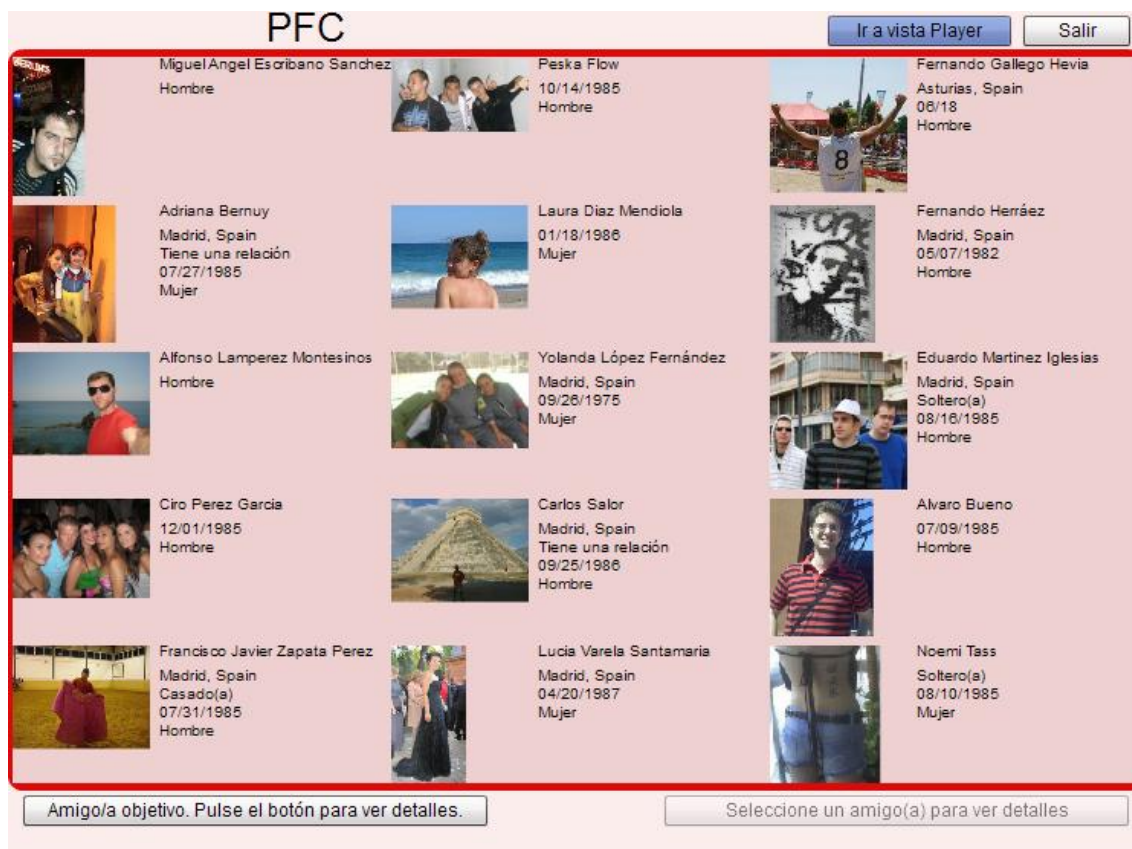 PFC
Ir a vista Player
Salir
Miguel Angel Escribano Sanchez
Hombre
Peska Flow
10/14/1985
Hombre
Fernando Gallego Hevia
Asturias, Spain
06/18
Hombre
8
Adriana Bernuy
Madrid, Spain
Tiene una relación
07/27/1985
Mujer
Laura Diaz Mendiola
01/18/1986
Mujer
Fernando Herráez
Madrid, Spain
05/07/1982
Hombre
Alfonso Lamperez Montesinos
Hombre
Yolanda López Fernández
Madrid, Spain
09/26/1975
Mujer
Eduardo Martinez Iglesias
Madrid, Spain
Soltero(a)
08/16/1985
Hombre
Ciro Perez Garcia
12/01/1985
Hombre
Carlos Salor
Madrid, Spain
Tiene una relación
09/25/1986
Hombre
Alvaro Bueno
07/09/1985
Hombre
Francisco Javier Zapata Perez
Madrid, Spain
Casado(a)
07/31/1985
Hombre
Lucia Varela Santamaria
Madrid, Spain
04/20/1987
Mujer
Noemi Tass
Soltero(a)
08/10/1985
Mujer
Amigo/a objetivo. Pulse el botón para ver detalles.
Seleccione un amigo(a) para ver detalles